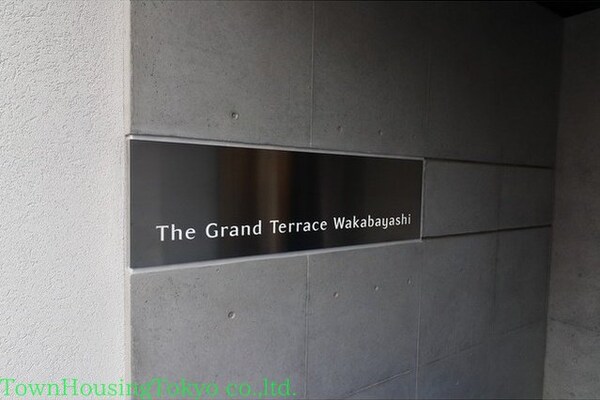 The Grand Terrace Wakabayashi
TownHousingTokyo co.,ltd.